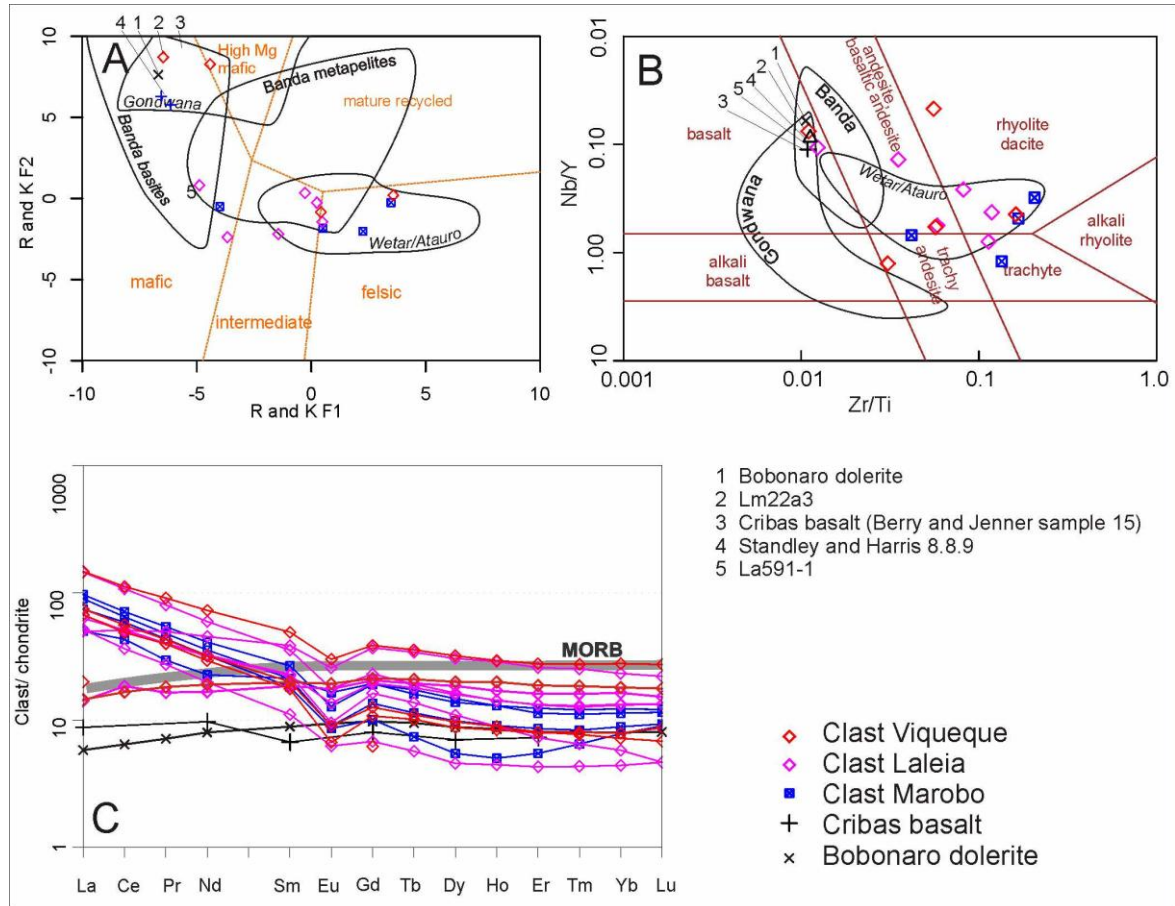 4 1 2 3
10
5
0
-5
-10
R and K F2
A
High Mg
mafic
Gondwana
Banda basites
Banda metapelites
mature recycled
5
Wetar/Atauro
mafic
intermediate
felsic
-10 -5 0 5 10
R and K F1
0.01
0.10
1.00
10
Nb/Y
B
1
2
4
5
3
Banda
andesite,
basaltic andesite
basalt
rhyolite
dacite
Wetar/Atauro
Gondwana
alkali
basalt
trachy
andesite
trachyte
alkali
rhyolite
0.001 0.01 0.1 1.0
Zr/Ti
1000
100
10
1
Clast/ chondrite
MORB
C
La Ce Pr Nd Sm Eu Gd Tb Dy Ho Er Tm Yb Lu
1 Bobonaro dolerite
2 Lm22a3
3 Cribas basalt (Berry and Jenner sample 15)
4 Standley and Harris 8.8.9
5 La591-1
Clast Viqueque
Clast Laleia
Clast Marobo
Cribas basalt
Bobonaro dolerite